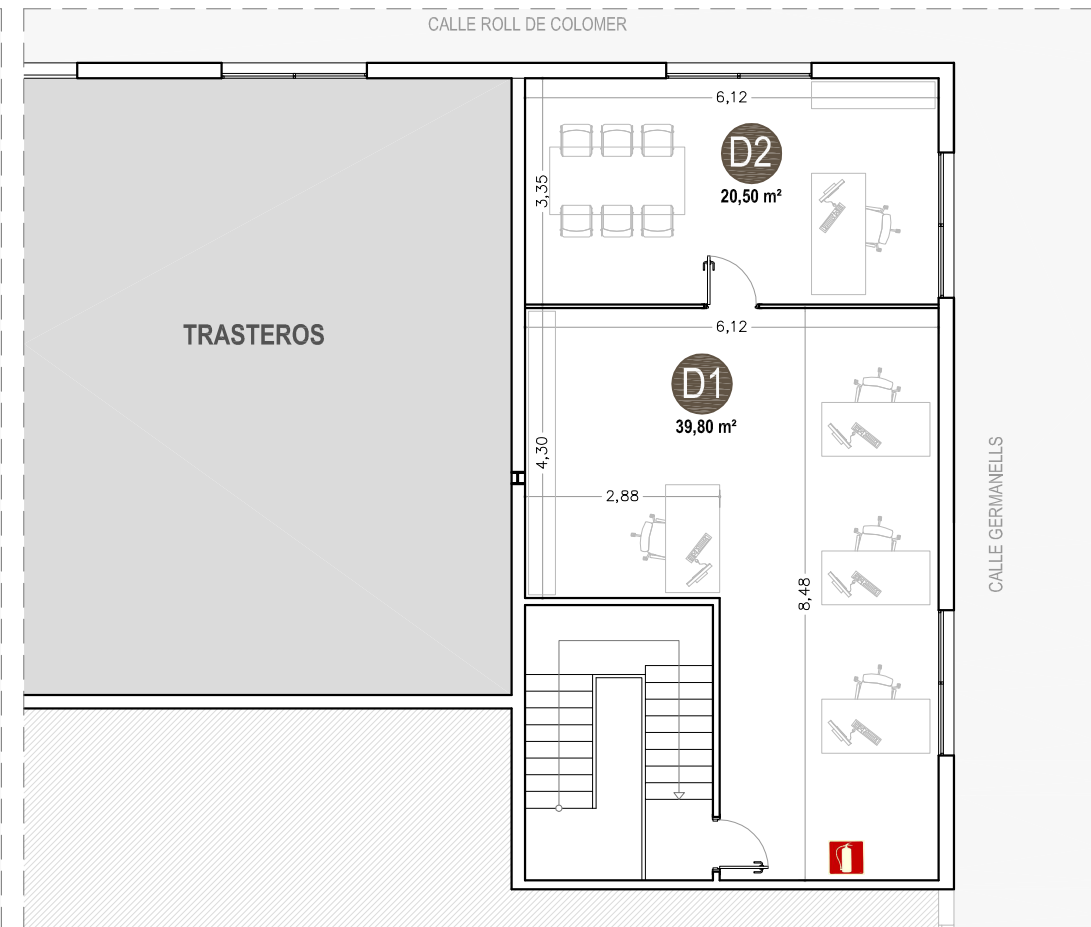 CALLE ROLL DE COLOMER
6,12
D2
20,50 m²
3,35
TRASTEROS
6,12
D1
39,80 m²
4,30
2,88
8,48
CALLE GERMANELLS